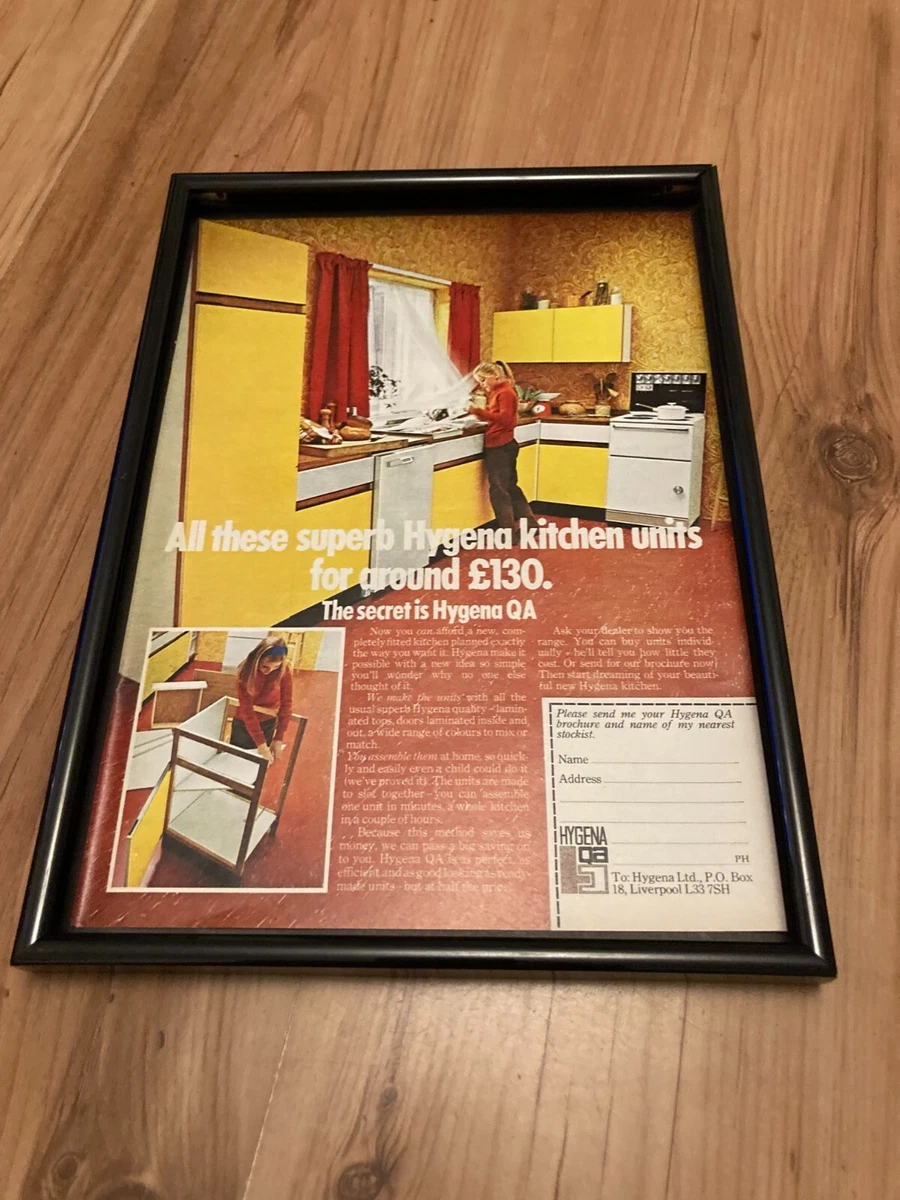 All these superb Hygena kitchen units
for around £130.
The secret is Hygena QA
Now you can afford a new, com-
pletely fitted kitchen planned exactly
the way you want it. Hygena make it
possible with a new idea so simple
you'll wonder why no one else
thought of it.
We make the units with all the
usual superb Hygena quality - lamin-
ated tops, doors laminated inside and
out, a wide range of colours to mix or
match.
You assemble them at home, so quick-
ly and easily even a child could do it
(we've proved it). The units are made
to slot together - you can assemble
one unit in minutes, a whole kitchen
in a couple of hours.
Because this method saves us
money, we can pass a big saving on
to you. Hygena QA is as perfect, as
efficient and as good looking as ready
made units - but at half the price.
Ask your dealer to show you the
range. You can buy units individ-
ually - he'll tell you how little they
cost. Or send for our brochure now!
Then start dreaming of your beauti-
ful new Hygena kitchen.
Please send me your Hygena QA
brochure and name of my nearest
stockist.
Name
Address
HYGENA
qa
PH
To: Hygena Ltd., P.O. Box
18, Liverpool L33 7SH